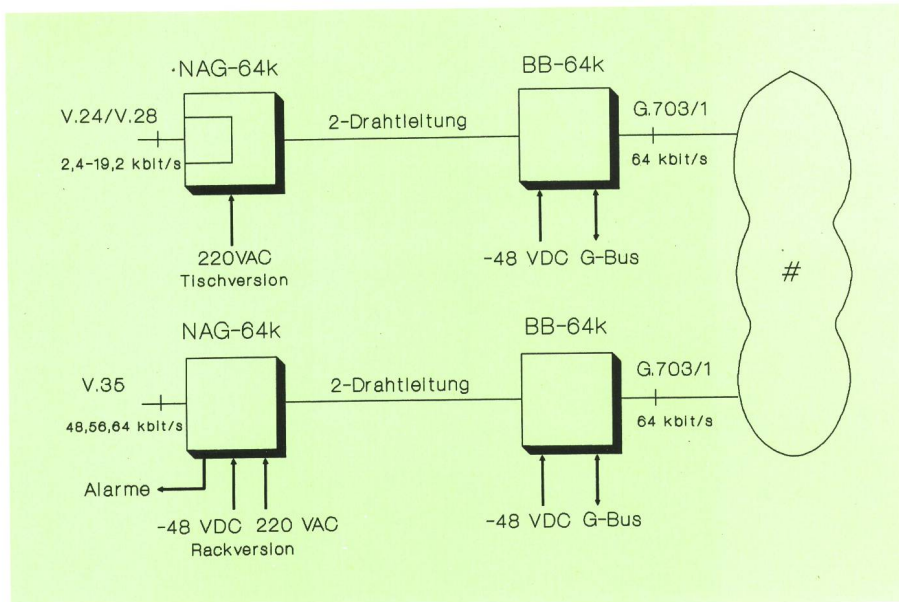 NAG-64k
BB-64k
V.24/V.28
2-Drahtleitung
G.703/1
2,4-19,2 kbit/s
64 kbit/s
220VAC
Tischversion
-48 VDC G-Bus
#
NAG-64k
BB-64k
V.35
2-Drahtleitung
G.703/1
48,56,64 kbit/s
64 kbit/s
Alarme
-48 VDC 220 VAC
Rackversion
-48 VDC G-Bus